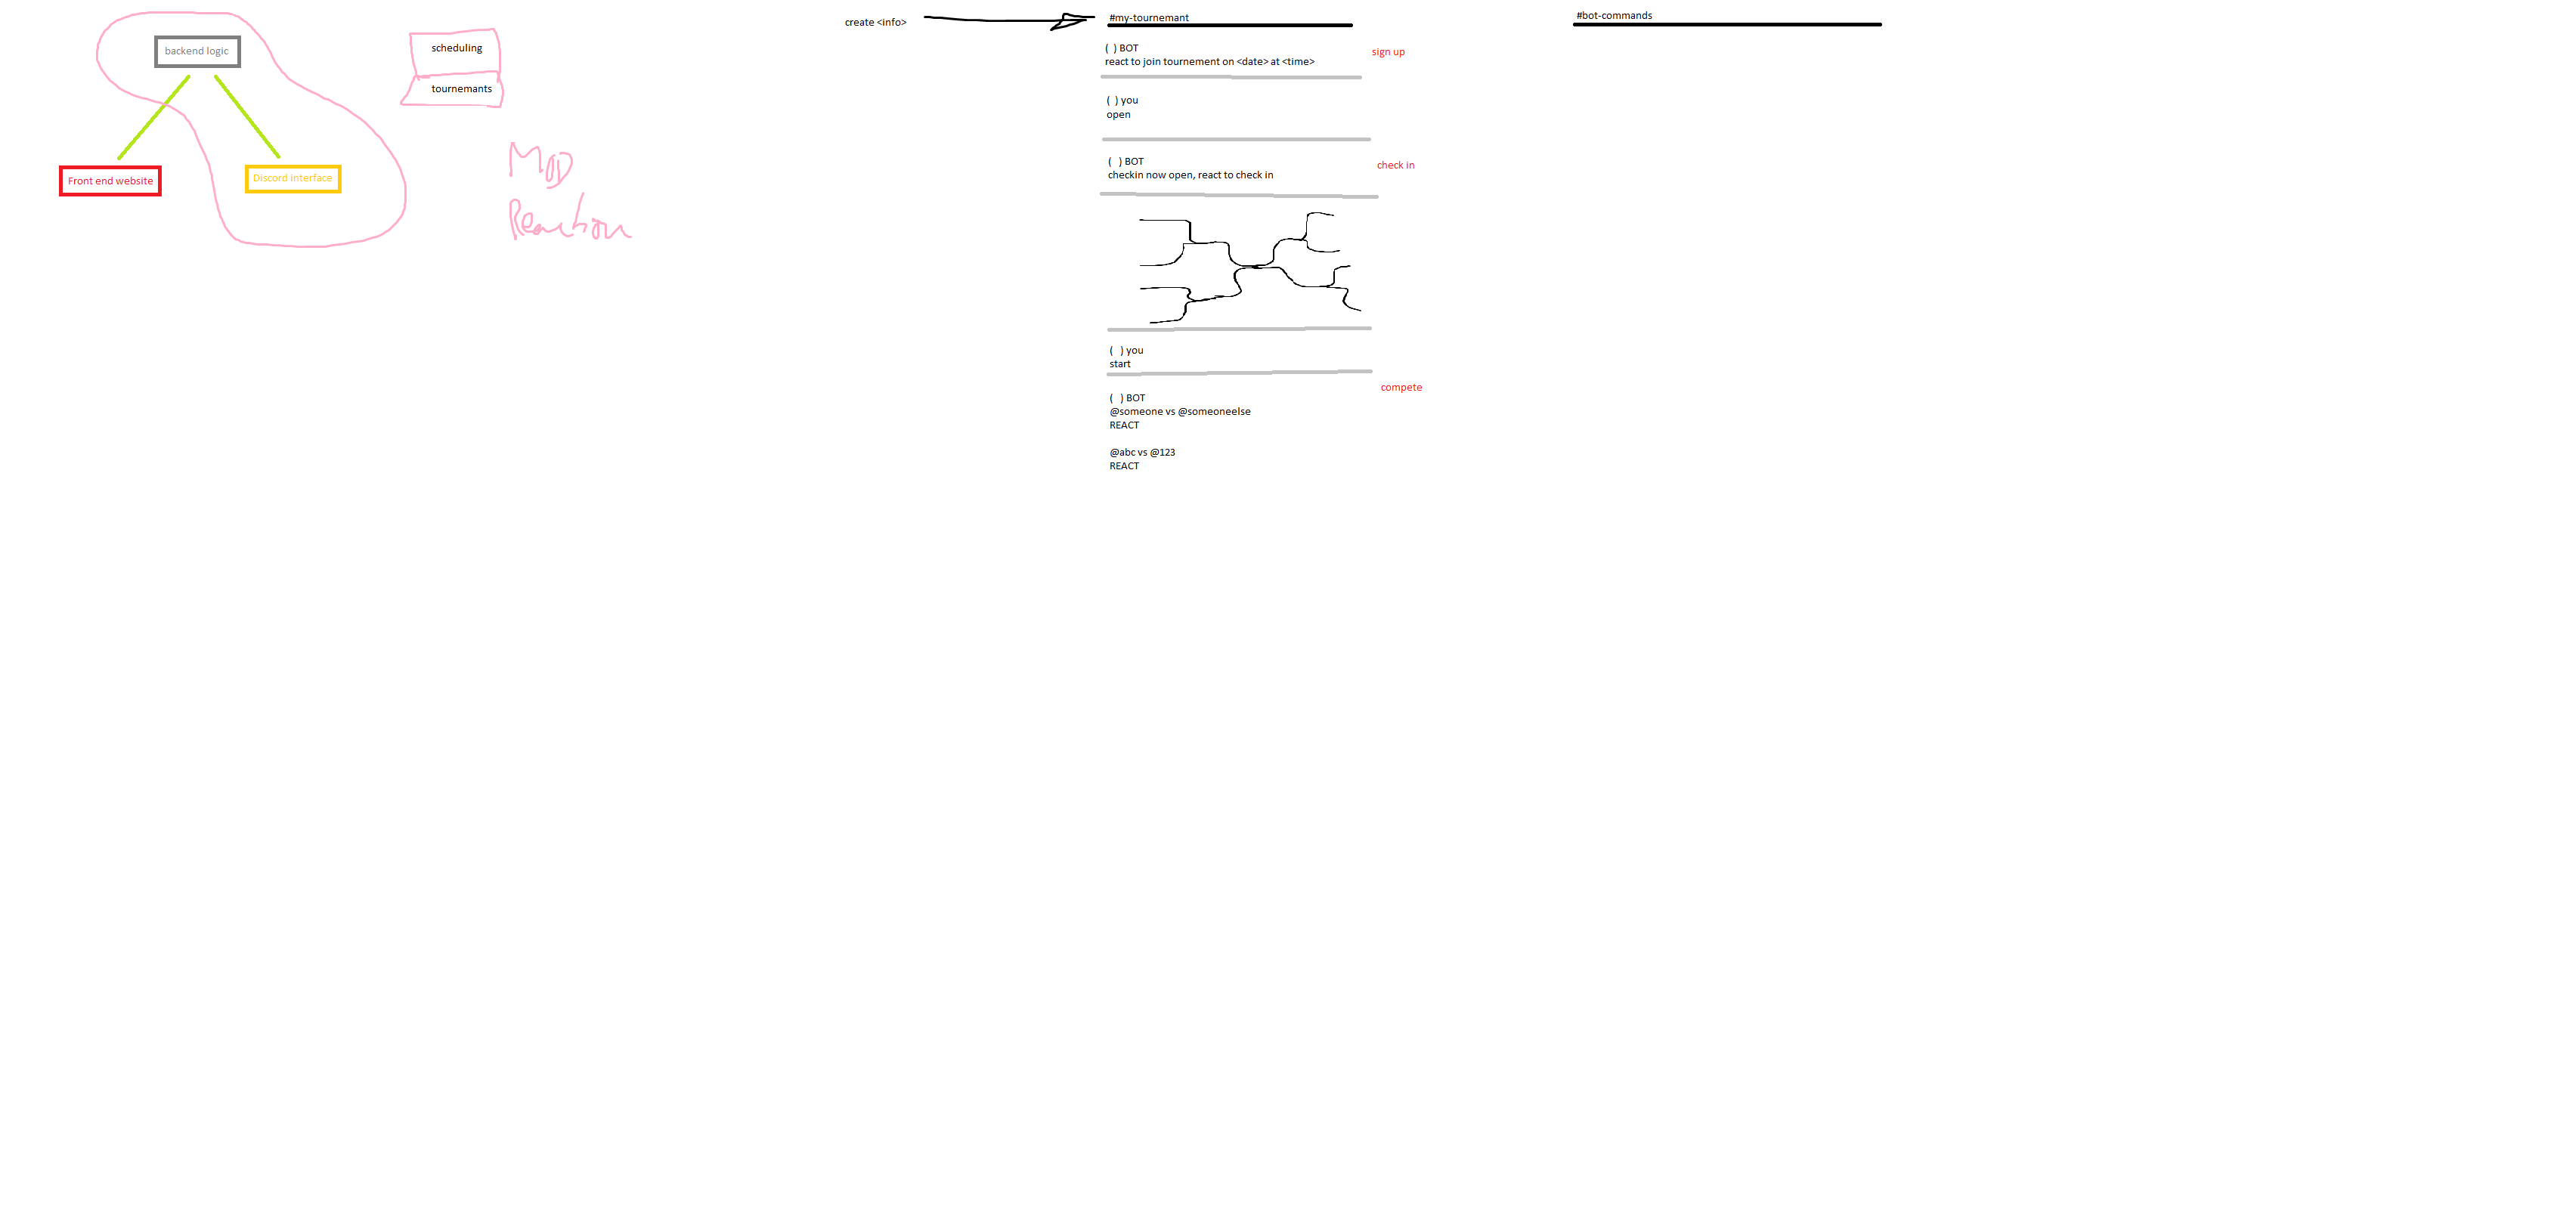 backend logic
Front end website
Discord interface
scheduling
tournemants
MOD
Reaction
create <info>
#my-tournemant
( ) BOT
react to join tournement on <date> at <time>
sign up
( ) you
open
( ) BOT
checkin now open, react to check in
check in
( ) you
start
compete
( ) BOT
@someone vs @someoneelse
REACT
@abc vs @123
REACT
#bot-commands